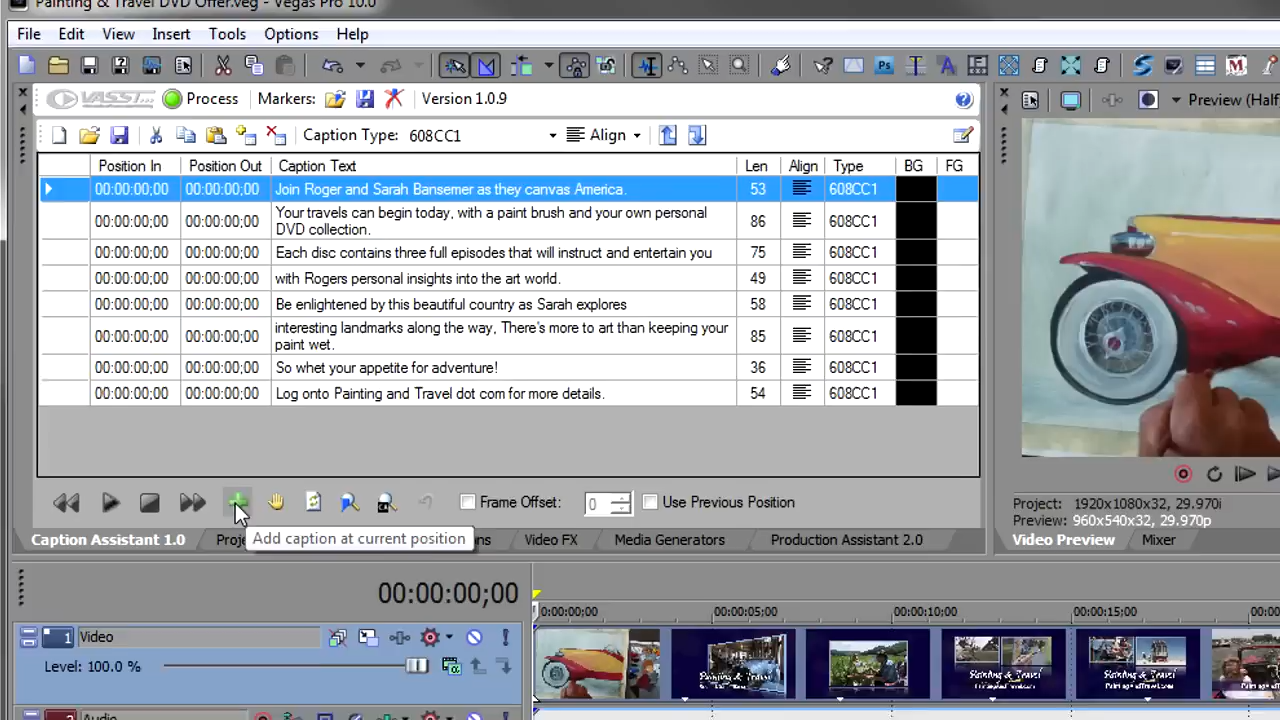 Painting & Travel DVD Offer.veg - Vegas Pro 10.0
File Edit View Insert Tools Options Help
VASST Process Markers: Version 1.0.9 Preview (Half
Caption Type: 608CC1 Align
Position In Position Out Caption Text Len Align Type BG FG
00:00:00;00 00:00:00;00 Join Roger and Sarah Bansemer as they canvas America. 53 608CC1
00:00:00;00 00:00:00;00 Your travels can begin today, with a paint brush and your own personal 86 608CC1
DVD collection.
00:00:00;00 00:00:00;00 Each disc contains three full episodes that will instruct and entertain you 75 608CC1
00:00:00;00 00:00:00;00 with Rogers personal insights into the art world. 49 608CC1
00:00:00;00 00:00:00;00 Be enlightened by this beautiful country as Sarah explores 58 608CC1
00:00:00;00 00:00:00;00 interesting landmarks along the way, There's more to art than keeping your 85 608CC1
paint wet.
00:00:00;00 00:00:00;00 So whet your appetite for adventure! 36 608CC1
00:00:00;00 00:00:00;00 Log onto Painting and Travel dot com for more details. 54 608CC1
Frame Offset: 0 Use Previous Position
Project: 1920x1080x32, 29.970i
Preview: 960x540x32, 29.970p
Add caption at current position
Caption Assistant 1.0 Proje ns Video FX Media Generators Production Assistant 2.0 Video Preview Mixer
00:00:00;00
0:00:00;00 00:00:05;00 00:00:10;00 00:00:15;00 00:0
1 Video
Level: 100.0 %
Painting & Travel Painting & Travel Painting & Travel
2 Audio